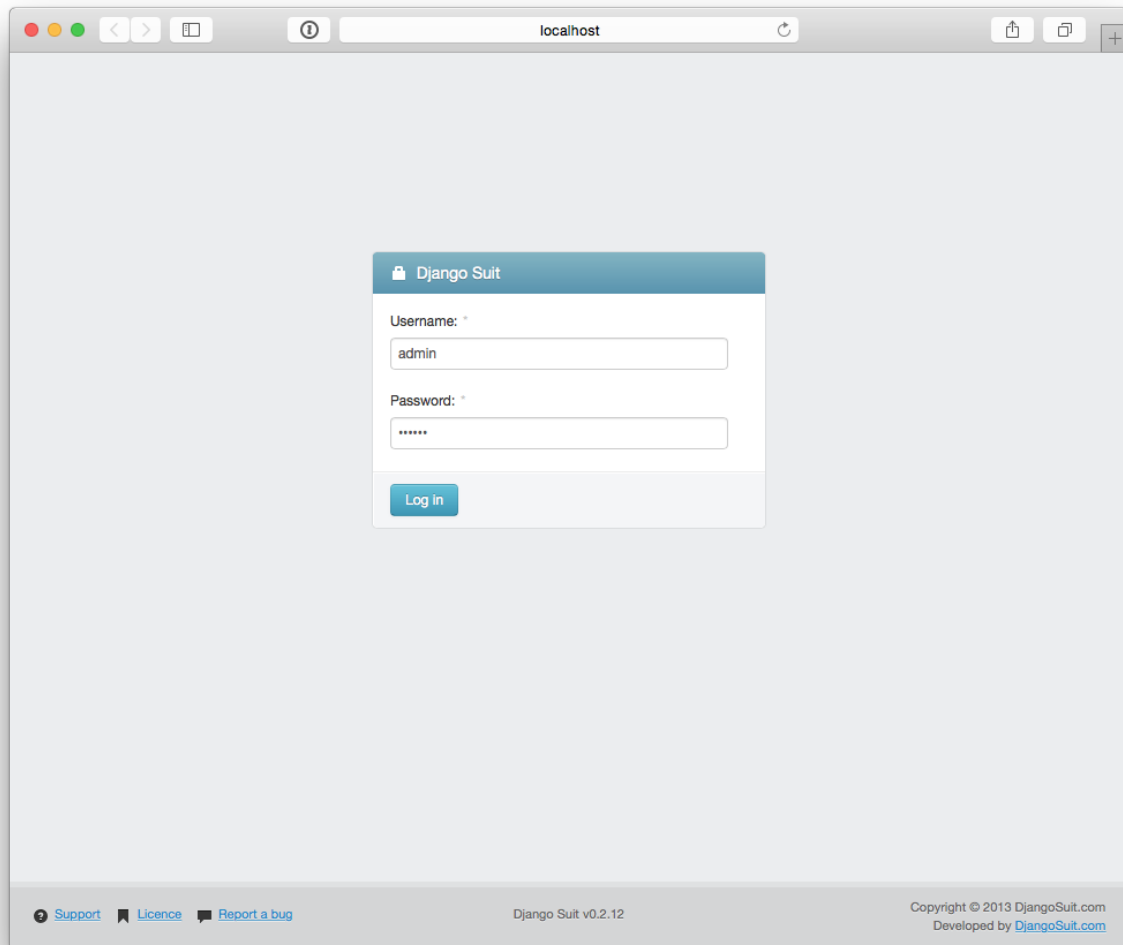 localhost
Django Suit
Username: *
admin
Password: *
••••••
Log in
Support Licence Report a bug
Django Suit v0.2.12
Copyright © 2013 DjangoSuit.com
Developed by DjangoSuit.com